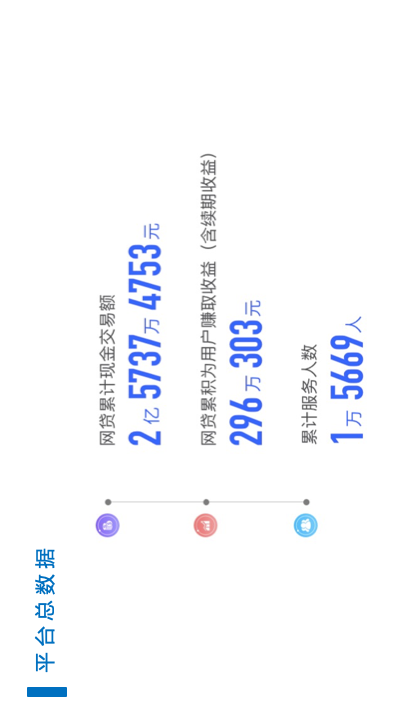 平台总数据
网贷累计现金交易额
2亿5737万4753元
网贷累积为用户赚取收益（含续期收益）
296万303元
累计服务人数
1万5669人